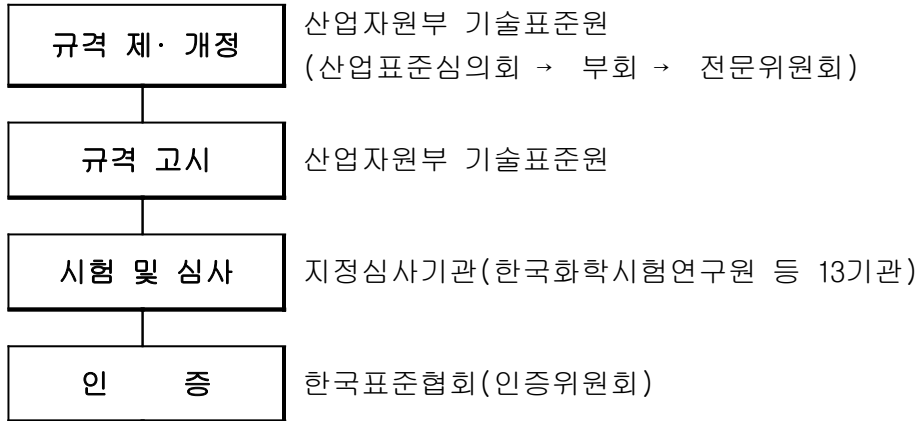 규격 제· 개정
산업자원부 기술표준원
(산업표준심의회 → 부회 → 전문위원회)
규격 고시
산업자원부 기술표준원
시험 및 심사
지정심사기관(한국화학시험연구원 등 13기관)
인 증
한국표준협회(인증위원회)